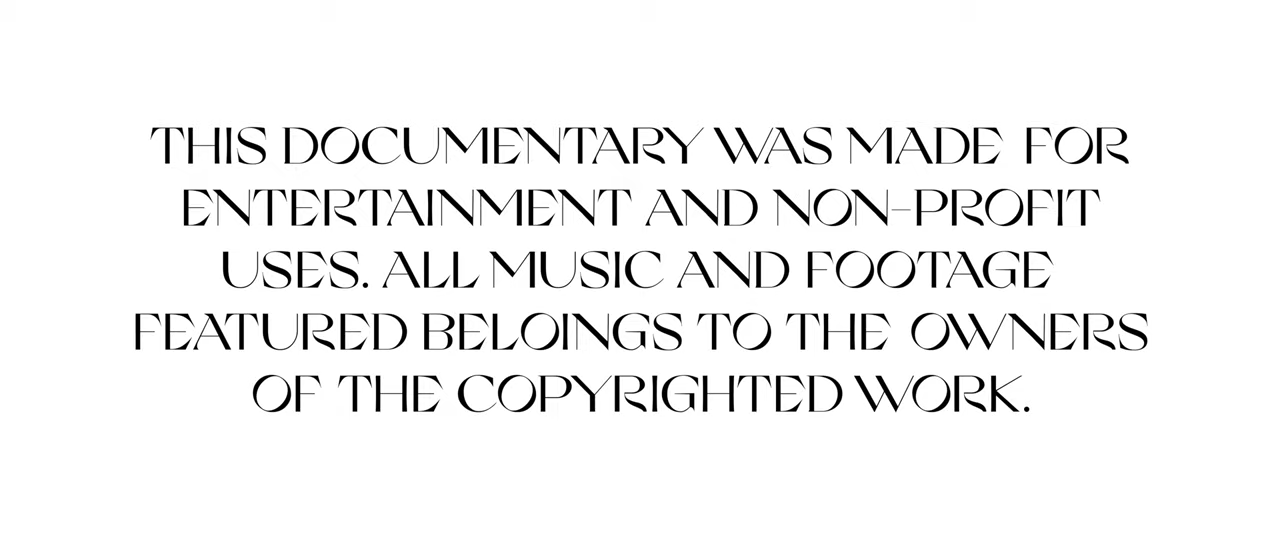 THIS DOCUMENTARY WAS MADE FOR
ENTERTAINMENT AND NON-PROFIT
USES. ALL MUSIC AND FOOTAGE
FEATURED BELOINGS TO THE OWNERS
OF THE COPYRIGHTED WORK.